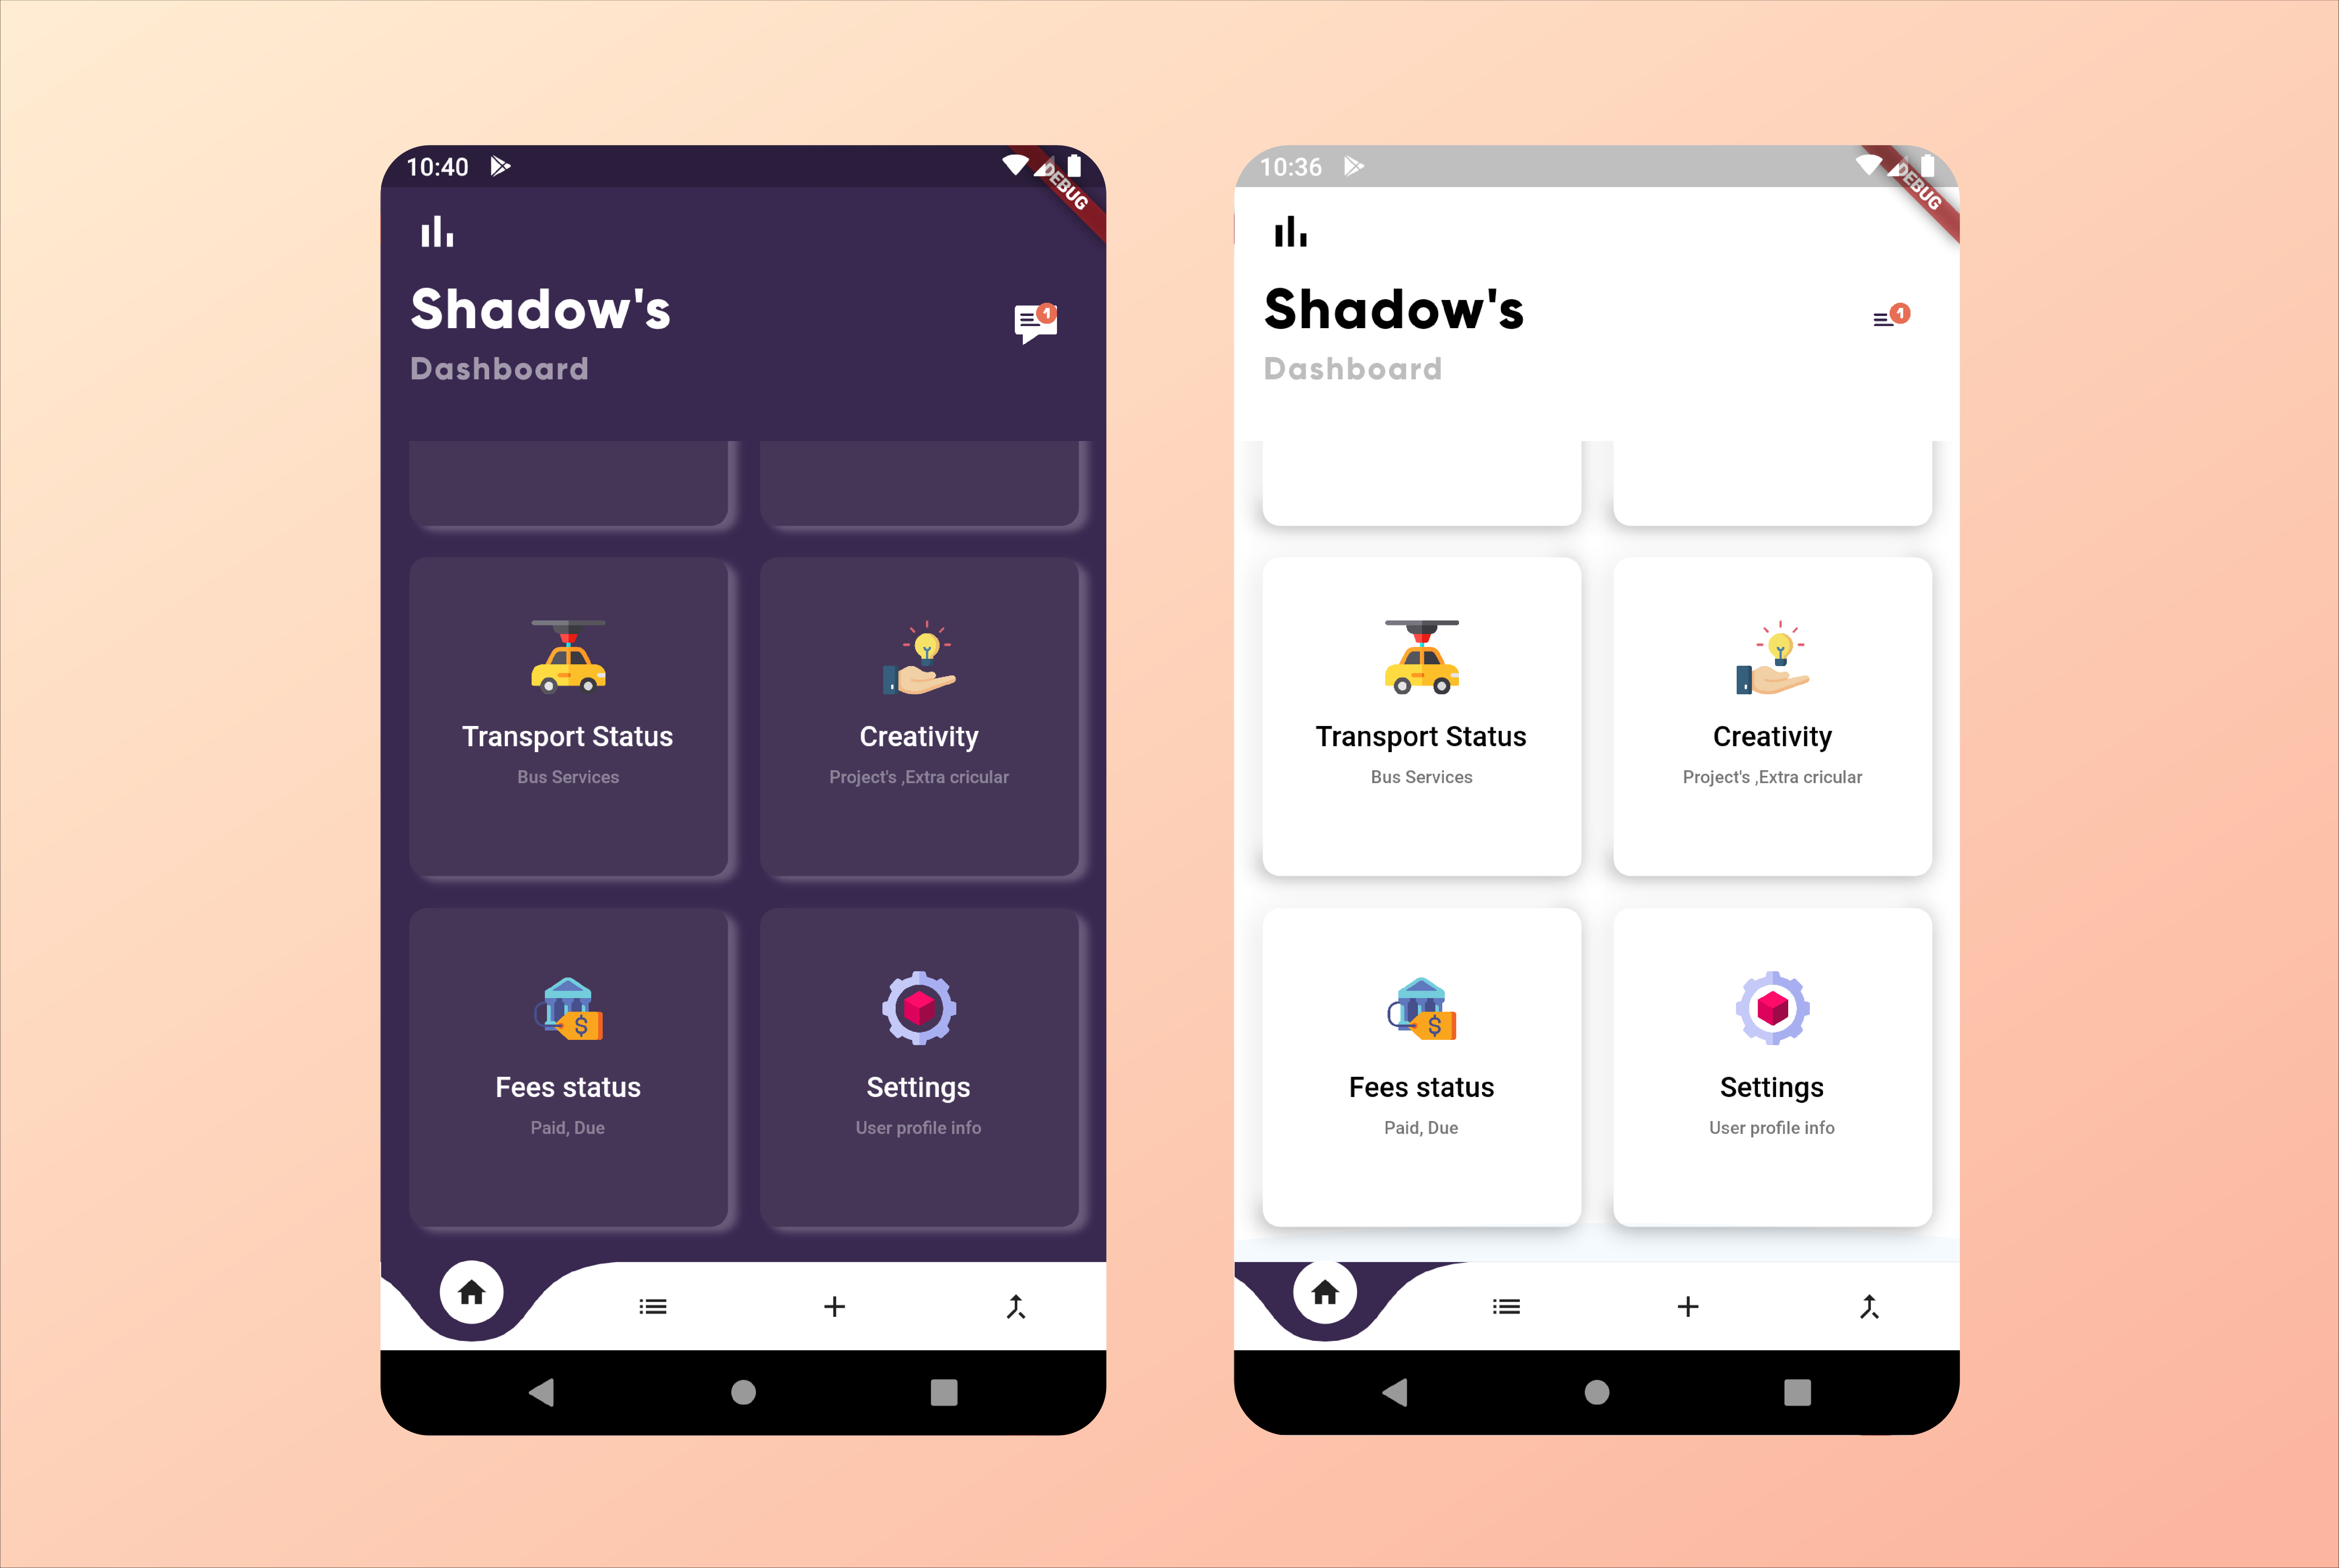 10:40
DEBUG
Shadow's
1
Dashboard
Transport Status
Bus Services
Creativity
Project's ,Extra cricular
$
Fees status
Paid, Due
Settings
User profile info
10:36
DEBUG
Shadow's
1
Dashboard
Transport Status
Bus Services
Creativity
Project's ,Extra cricular
$
Fees status
Paid, Due
Settings
User profile info